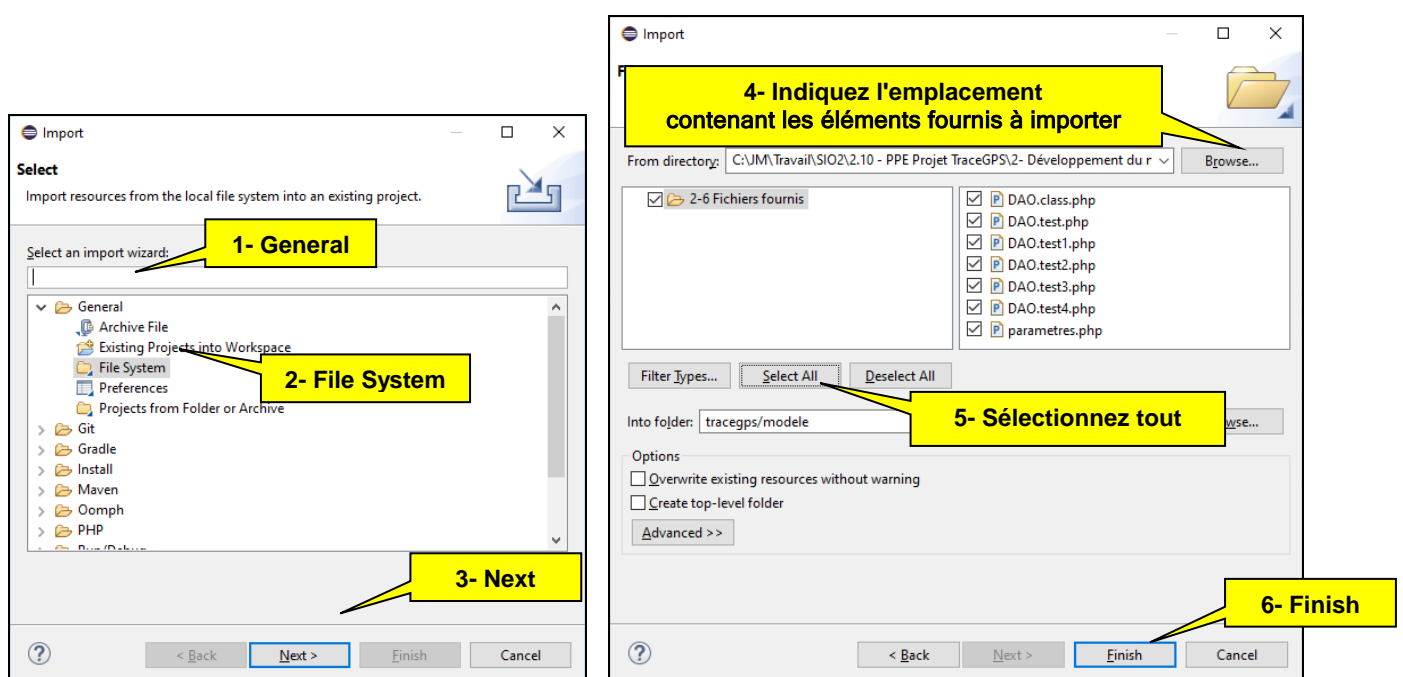 Import
Select
Import resources from the local file system into an existing project.
1- General
Select an import wizard:
General
Archive File
Existing Projects into Workspace
File System
2- File System
Preferences
Projects from Folder or Archive
Git
Gradle
Install
Maven
Oomph
PHP
Run/Debug
3- Next
< Back
Next >
Finish
Cancel
Import
4- Indiquez l'emplacement
contenant les éléments fournis à importer
From directory:
C:\JM\Travail\SIO2\2.10 - PPE Projet TraceGPS\2- Développement du r
Browse...
2-6 Fichiers fournis
DAO.class.php
DAO.test.php
DAO.test1.php
DAO.test2.php
DAO.test3.php
DAO.test4.php
parametres.php
Filter Types...
Select All
Deselect All
5- Sélectionnez tout
Into folder:
tracegps/modele
wse...
Options
Overwrite existing resources without warning
Create top-level folder
Advanced >>
6- Finish
< Back
Next >
Finish
Cancel